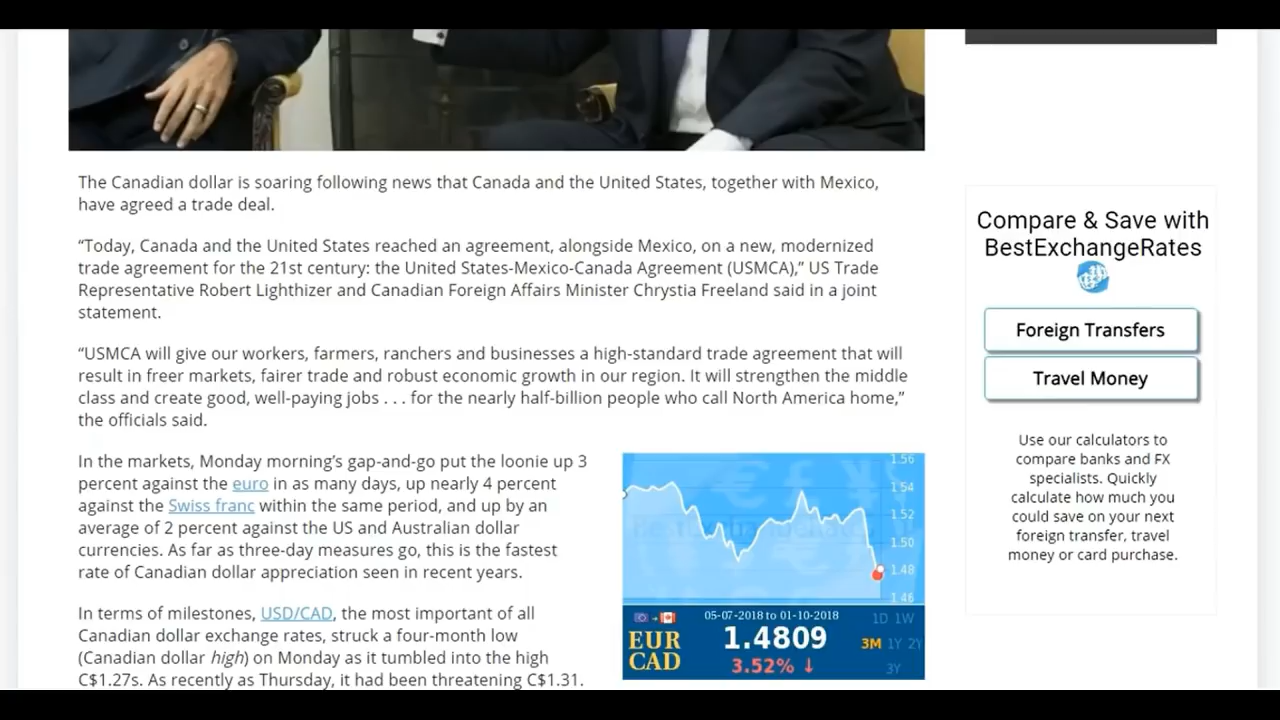 The Canadian dollar is soaring following news that Canada and the United States, together with Mexico,
have agreed a trade deal.
“Today, Canada and the United States reached an agreement, alongside Mexico, on a new, modernized
trade agreement for the 21st century: the United States-Mexico-Canada Agreement (USMCA),” US Trade
Representative Robert Lighthizer and Canadian Foreign Affairs Minister Chrystia Freeland said in a joint
statement.
“USMCA will give our workers, farmers, ranchers and businesses a high-standard trade agreement that will
result in freer markets, fairer trade and robust economic growth in our region. It will strengthen the middle
class and create good, well-paying jobs . . . for the nearly half-billion people who call North America home,”
the officials said.
In the markets, Monday morning’s gap-and-go put the loonie up 3
percent against the euro in as many days, up nearly 4 percent
against the Swiss franc within the same period, and up by an
average of 2 percent against the US and Australian dollar
currencies. As far as three-day measures go, this is the fastest
rate of Canadian dollar appreciation seen in recent years.
In terms of milestones, USD/CAD, the most important of all
Canadian dollar exchange rates, struck a four-month low
(Canadian dollar high) on Monday as it tumbled into the high
C$1.27s. As recently as Thursday, it had been threatening C$1.31.
1.56
1.54
1.52
1.50
1.48
1.46
05-07-2018 to 01-10-2018
EUR
CAD
1.4809
3.52% ↓
1D 1W
3M 1Y 2Y
3Y
Compare & Save with
BestExchangeRates
Foreign Transfers
Travel Money
Use our calculators to
compare banks and FX
specialists. Quickly
calculate how much you
could save on your next
foreign transfer, travel
money or card purchase.